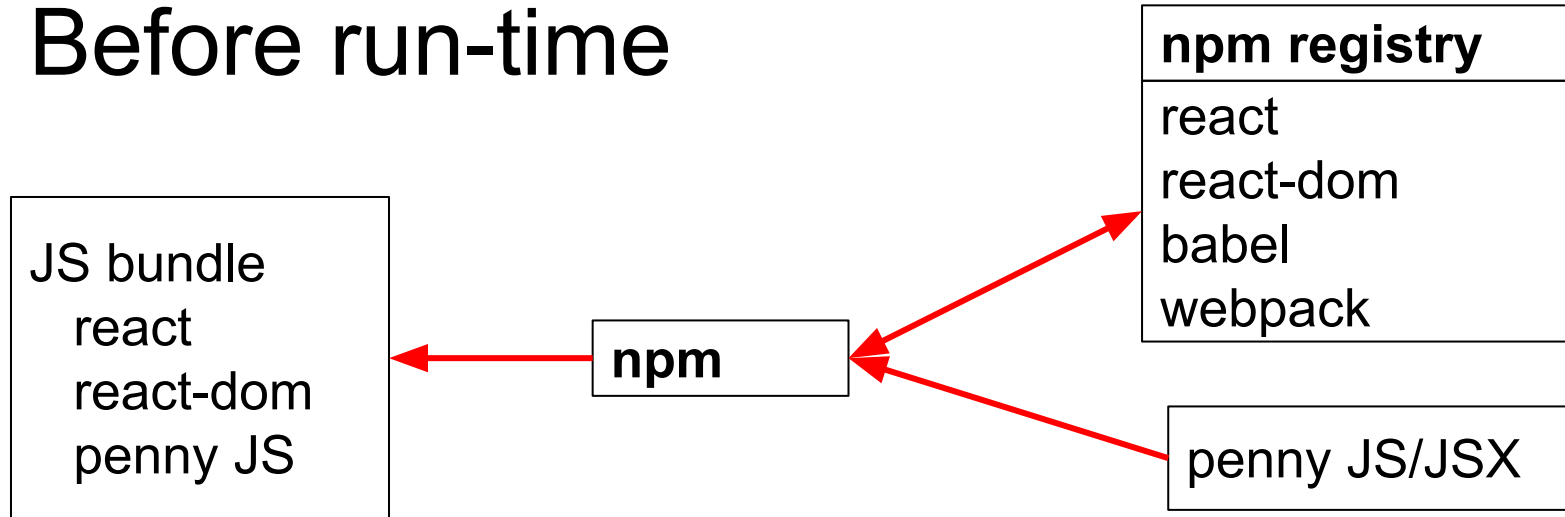 Before run-time
npm registry
react
react-dom
babel
webpack
JS bundle
react
react-dom
penny JS
npm
penny JS/JSX